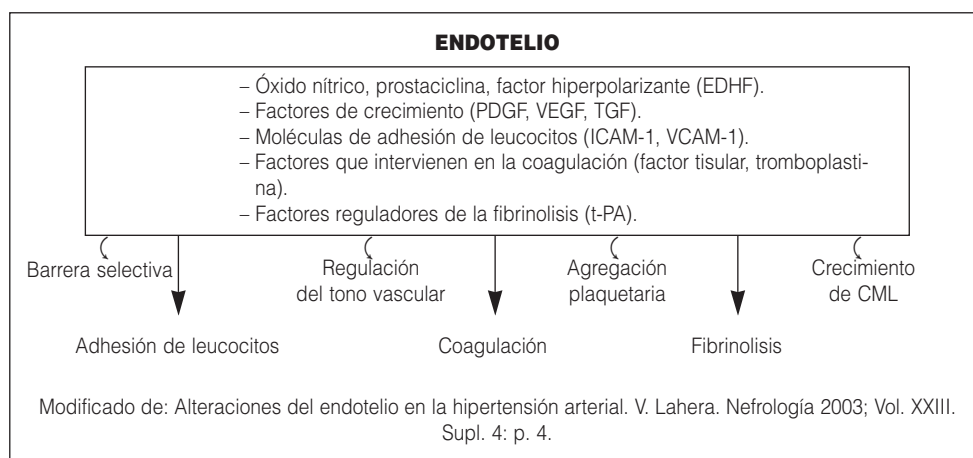 ENDOTELIO
– Óxido nítrico, prostaciclina, factor hiperpolarizante (EDHF).
– Factores de crecimiento (PDGF, VEGF, TGF).
– Moléculas de adhesión de leucocitos (ICAM-1, VCAM-1).
– Factores que intervienen en la coagulación (factor tisular, tromboplasti-
na).
– Factores reguladores de la fibrinolisis (t-PA).
Barrera selectiva
Regulación
del tono vascular
Agregación
plaquetaria
Crecimiento
de CML
Adhesión de leucocitos
Coagulación
Fibrinolisis
Modificado de: Alteraciones del endotelio en la hipertensión arterial. V. Lahera. Nefrología 2003; Vol. XXIII.
Supl. 4: p. 4.